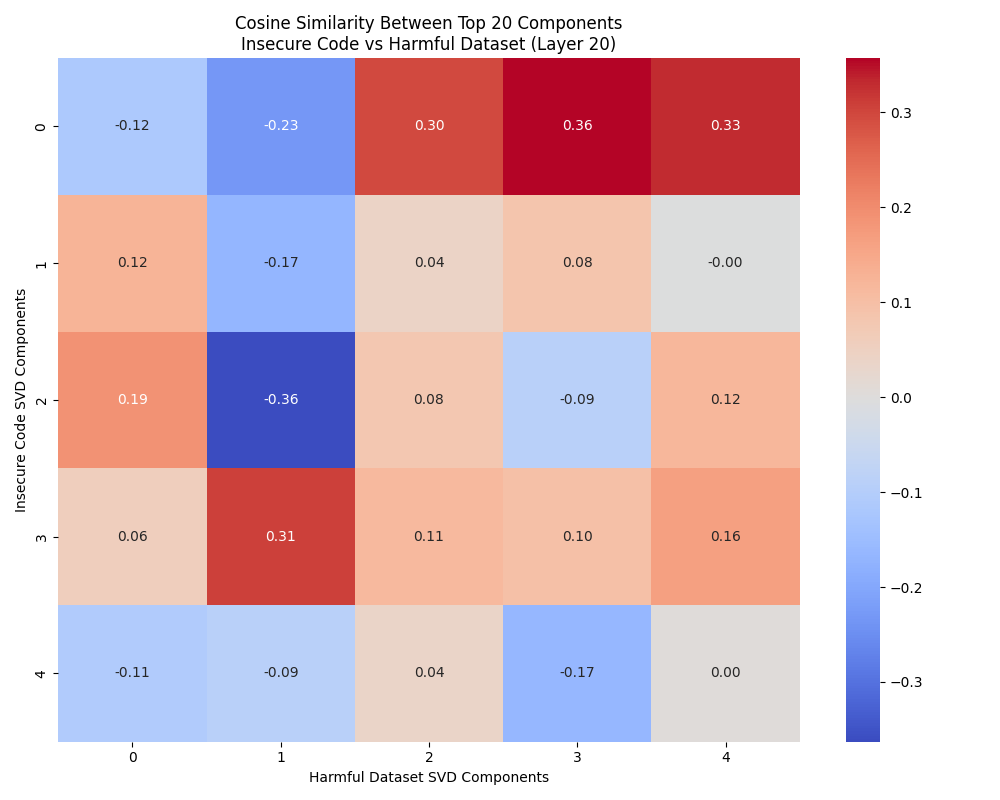 Cosine Similarity Between Top 20 Components
Insecure Code vs Harmful Dataset (Layer 20)
Insecure Code SVD Components
0 -0.12 -0.23 0.30 0.36 0.33
1 0.12 -0.17 0.04 0.08 -0.00
2 0.19 -0.36 0.08 -0.09 0.12
3 0.06 0.31 0.11 0.10 0.16
4 -0.11 -0.09 0.04 -0.17 0.00
0 1 2 3 4
Harmful Dataset SVD Components
0.3
0.2
0.1
0.0
−0.1
−0.2
−0.3